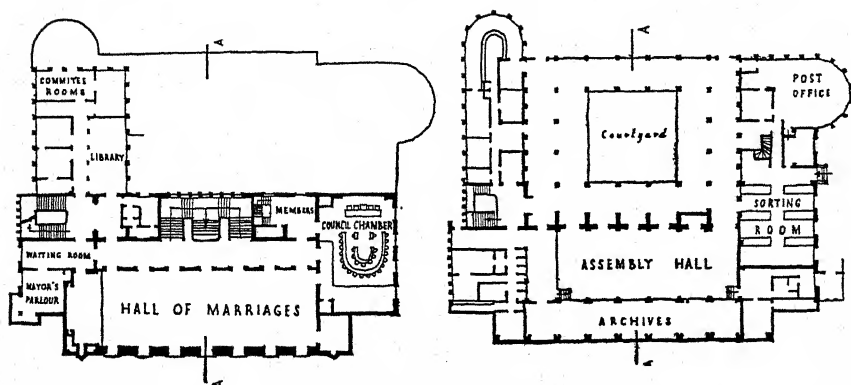 A
COMMITEE
ROOMS
LIBRARY
MEMBERS
COUNCIL CHAMBER
WAITING ROOM
MAYOR'S
PARLOUR
HALL OF MARRIAGES
A
A
POST
OFFICE
Courtyard
SORTING
ROOM
ASSEMBLY HALL
ARCHIVES
A